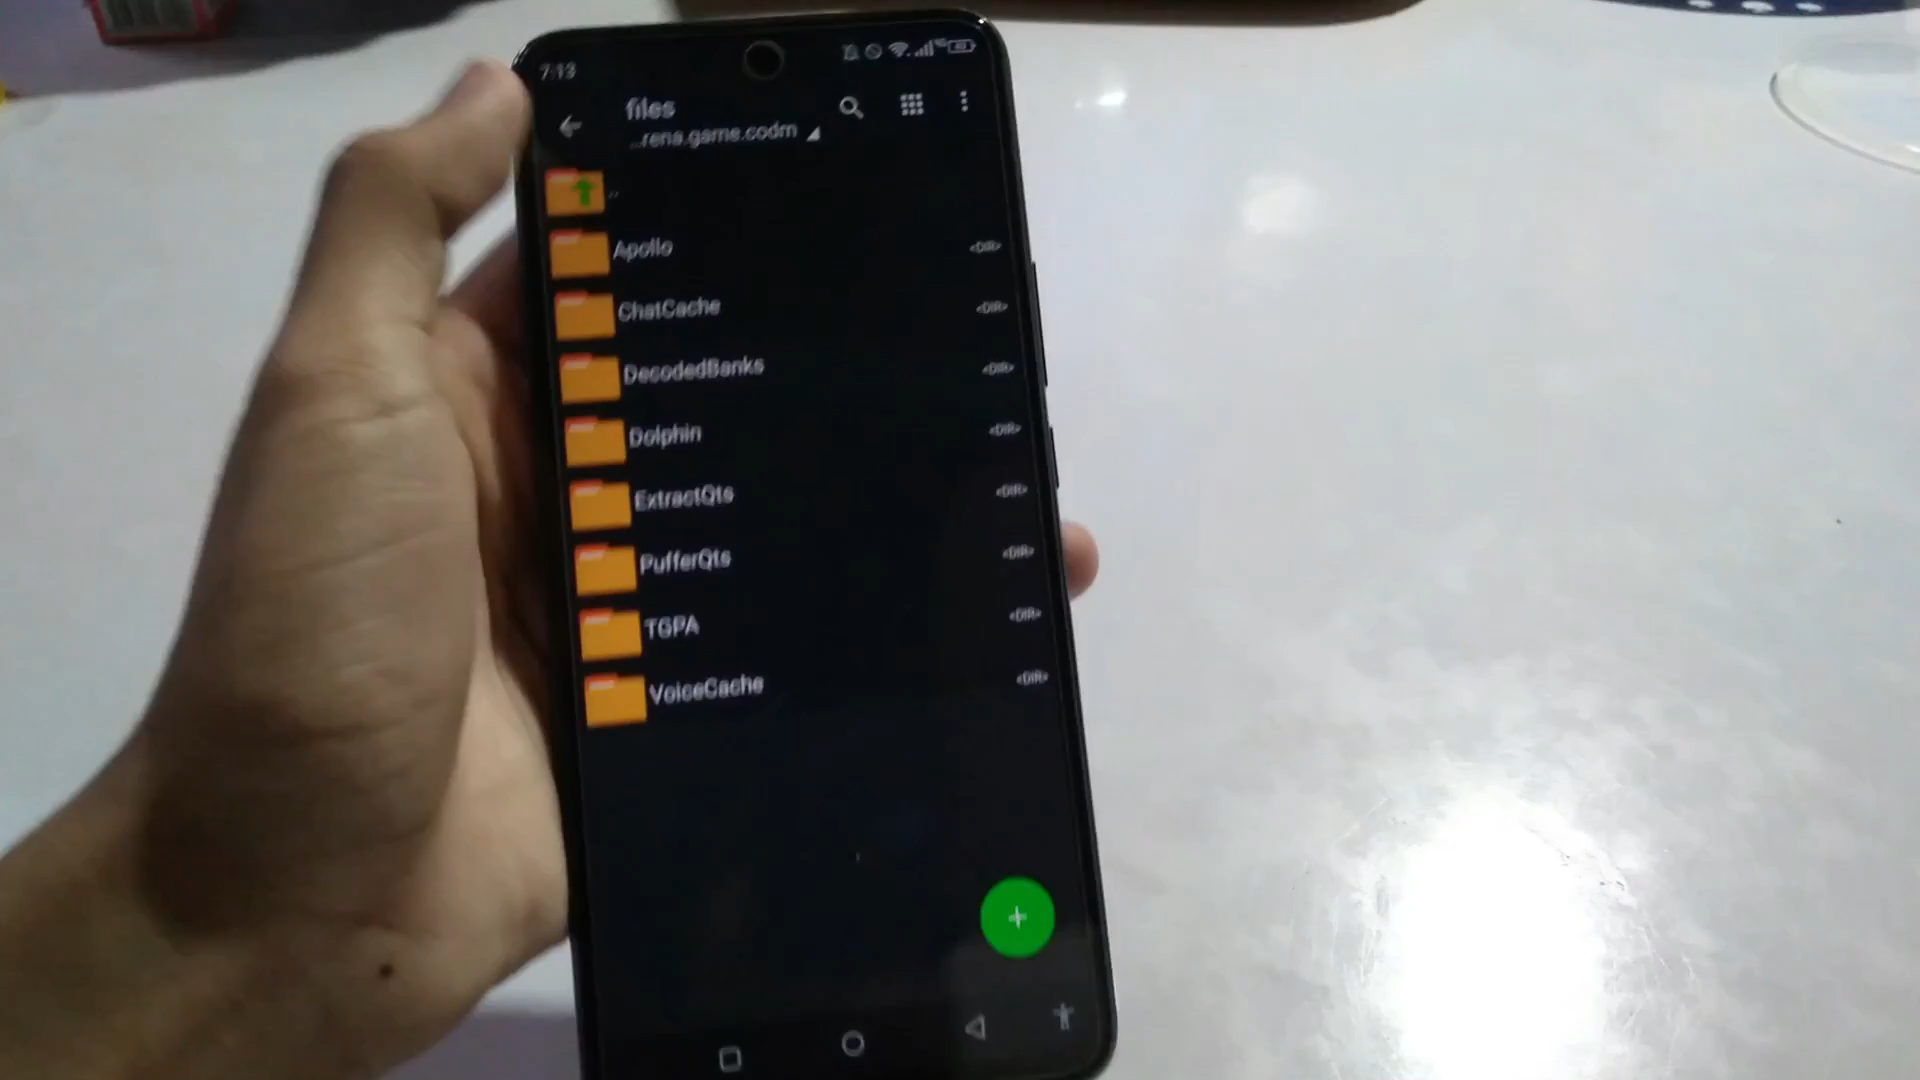 7:13
files
...rena.game.codm
..
Apollo <DIR>
ChatCache <DIR>
DecodedBanks <DIR>
Dolphin <DIR>
ExtractQts <DIR>
PufferQts <DIR>
TGPA <DIR>
VoiceCache <DIR>
+